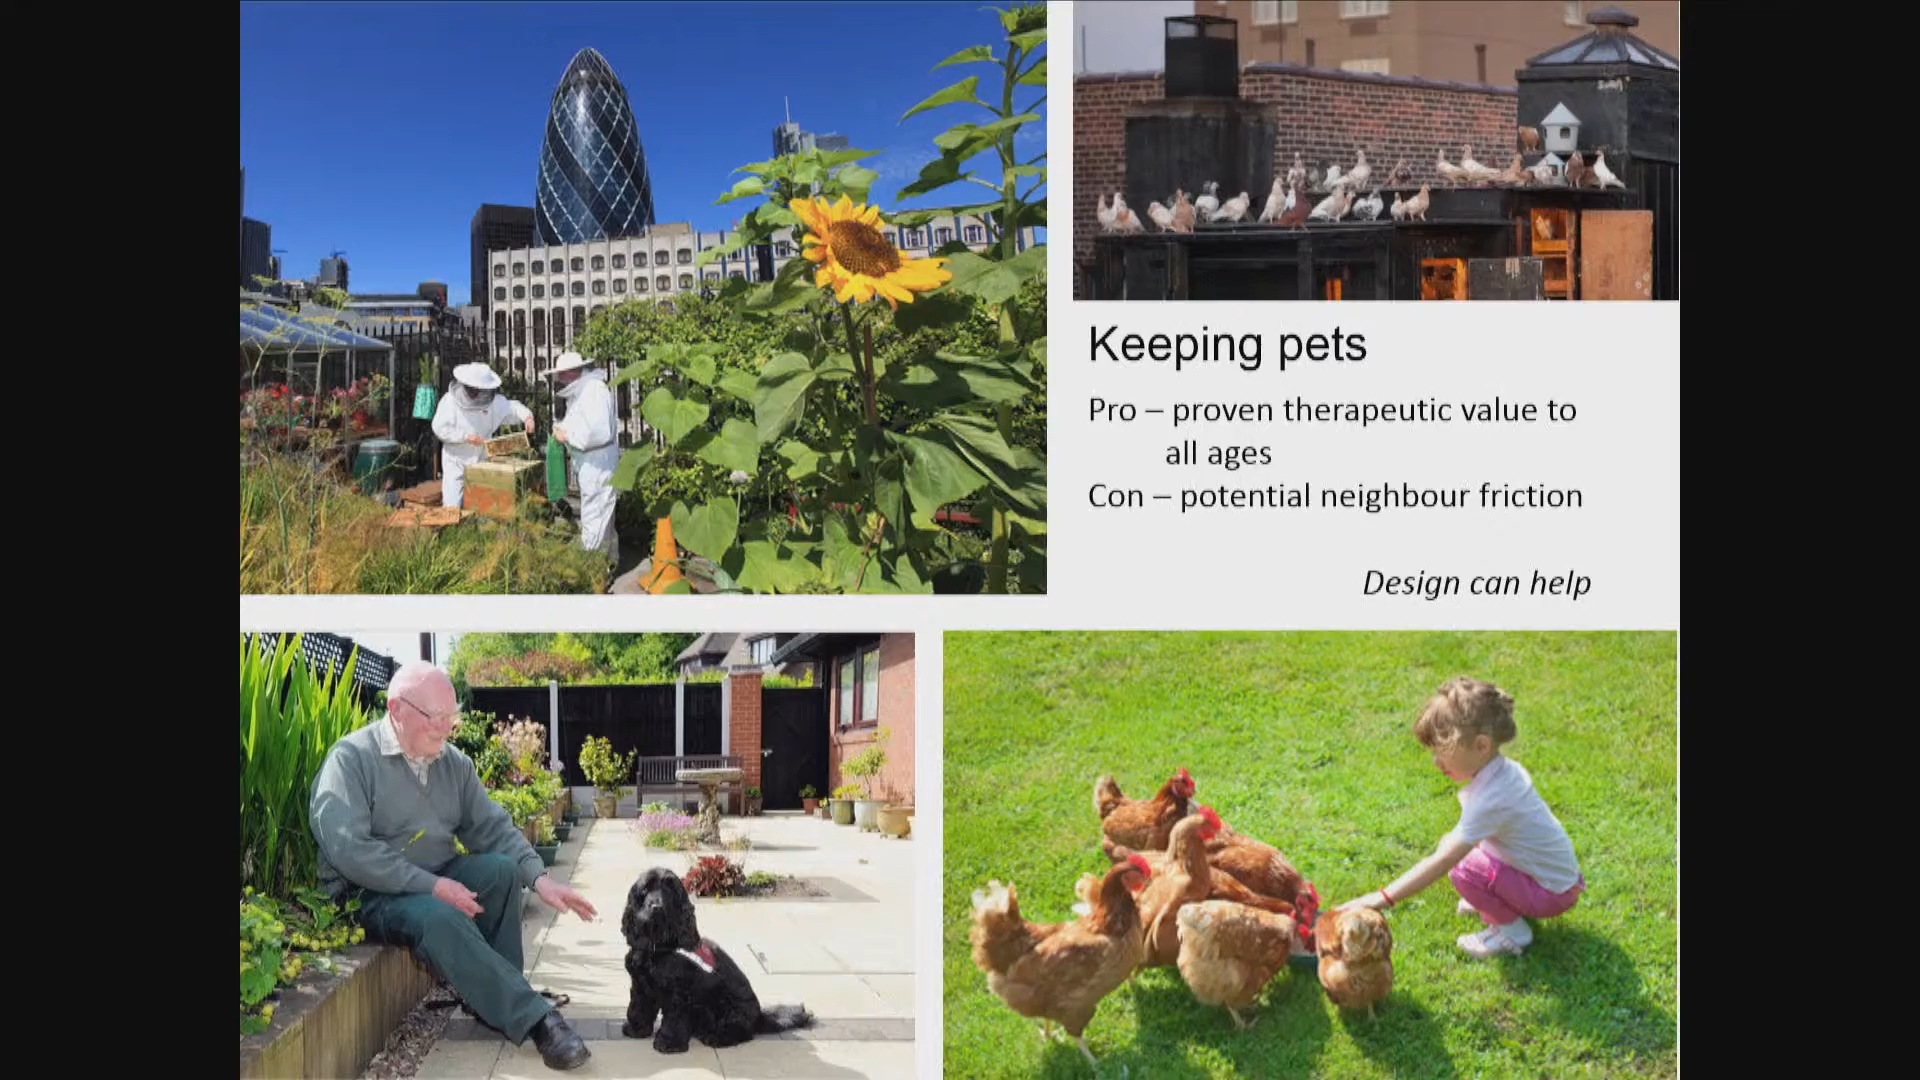 Keeping pets
Pro – proven therapeutic value to
all ages
Con – potential neighbour friction
Design can help